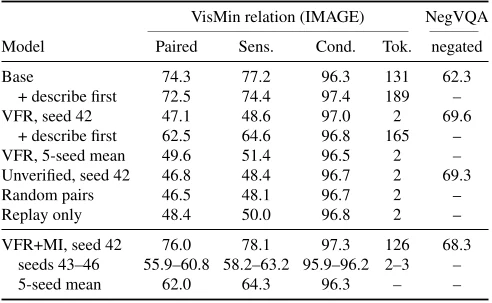 VisMin relation (IMAGE) NegVQA
Model Paired Sens. Cond. Tok. negated
Base 74.3 77.2 96.3 131 62.3
+ describe first 72.5 74.4 97.4 189 –
VFR, seed 42 47.1 48.6 97.0 2 69.6
+ describe first 62.5 64.6 96.8 165 –
VFR, 5-seed mean 49.6 51.4 96.5 2 –
Unverified, seed 42 46.8 48.4 96.7 2 69.3
Random pairs 46.5 48.1 96.7 2 –
Replay only 48.4 50.0 96.8 2 –
VFR+MI, seed 42 76.0 78.1 97.3 126 68.3
seeds 43–46 55.9–60.8 58.2–63.2 95.9–96.2 2–3 –
5-seed mean 62.0 64.3 96.3 – –